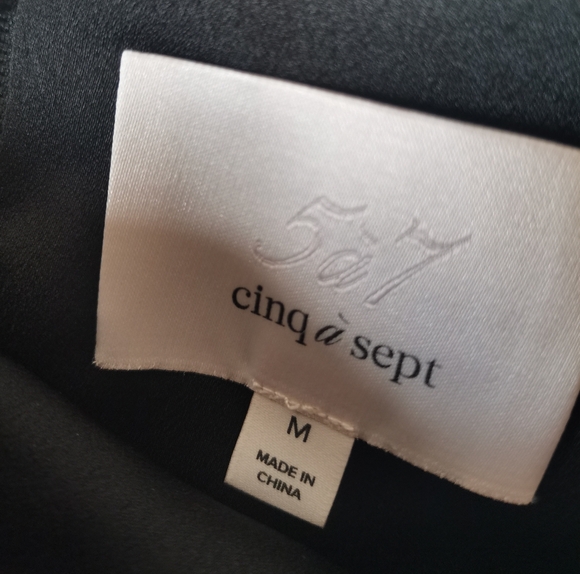 5à7
cinq à sept
M
MADE IN
CHINA